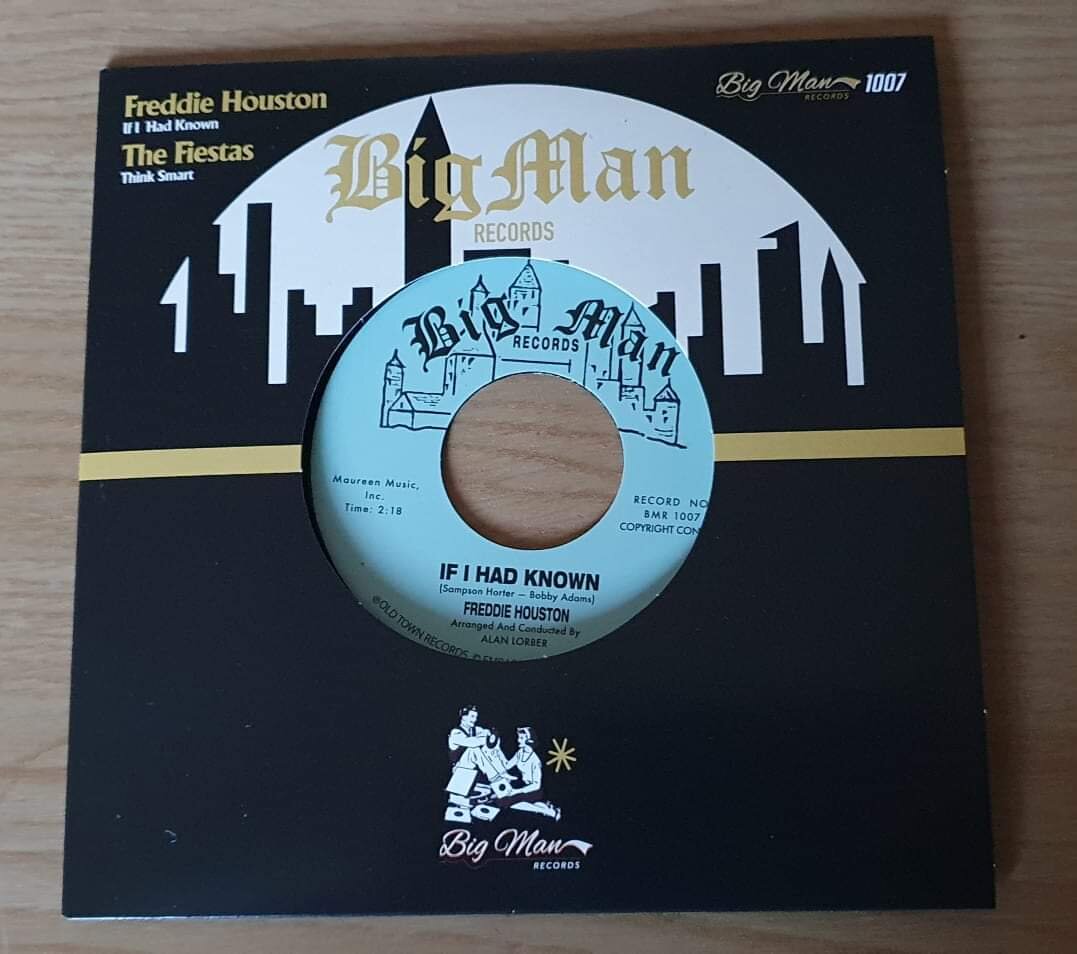 Freddie Houston
If I Had Known
The Fiestas
Think Smart
Big Man 1007
RECORDS
Big Man
RECORDS
Big Man
RECORDS
Maureen Music,
Inc.
Time: 2:18
RECORD NO
BMR 1007
COPYRIGHT CON
IF I HAD KNOWN
(Sampson Horter – Bobby Adams)
FREDDIE HOUSTON
Arranged And Conducted By
ALAN LORBER
℗OLD TOWN RECORDS. ©
Big Man
RECORDS